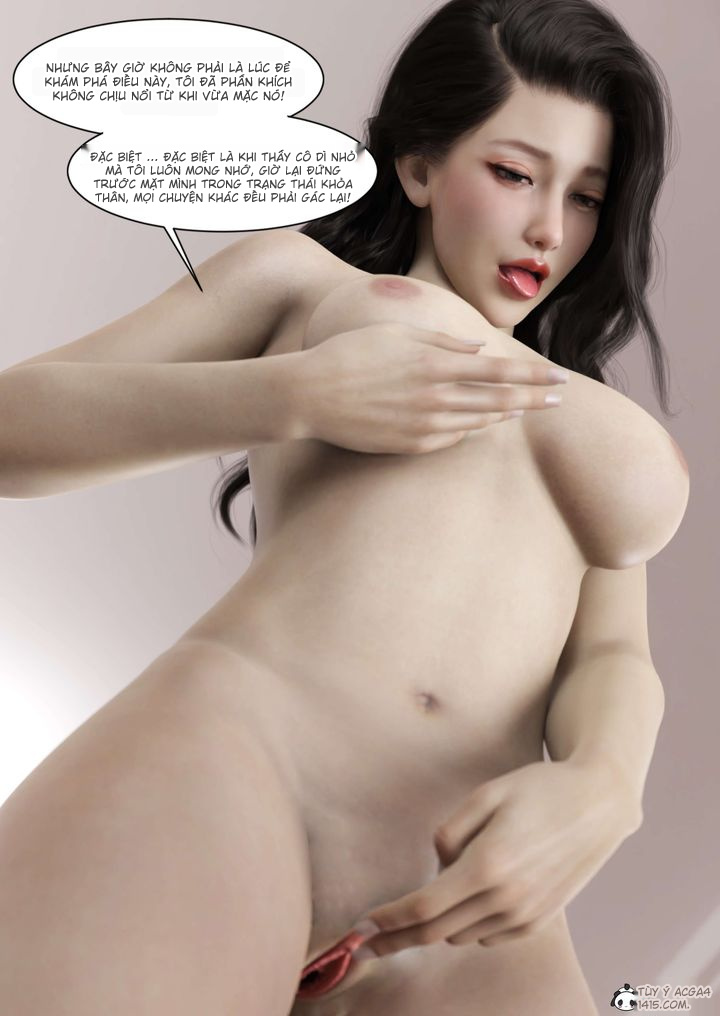 NHƯNG BÂY GIỜ KHÔNG PHẢI LÀ LÚC ĐỂ
KHÁM PHÁ ĐIỀU NÀY, TÔI ĐÃ PHẤN KHÍCH
KHÔNG CHỊU NỔI TỪ KHI VỪA MẶC NÓ!
ĐẶC BIỆT ... ĐẶC BIỆT LÀ KHI THẤY CÔ DÌ NHỎ
MÀ TÔI LUÔN MONG NHỚ, GIỜ LẠI ĐỨNG
TRƯỚC MẶT MÌNH TRONG TRẠNG THÁI KHỎA
THÂN, MỌI CHUYỆN KHÁC ĐỀU PHẢI GÁC LẠI!
TÙY Ý ACGA4
1415.COM.